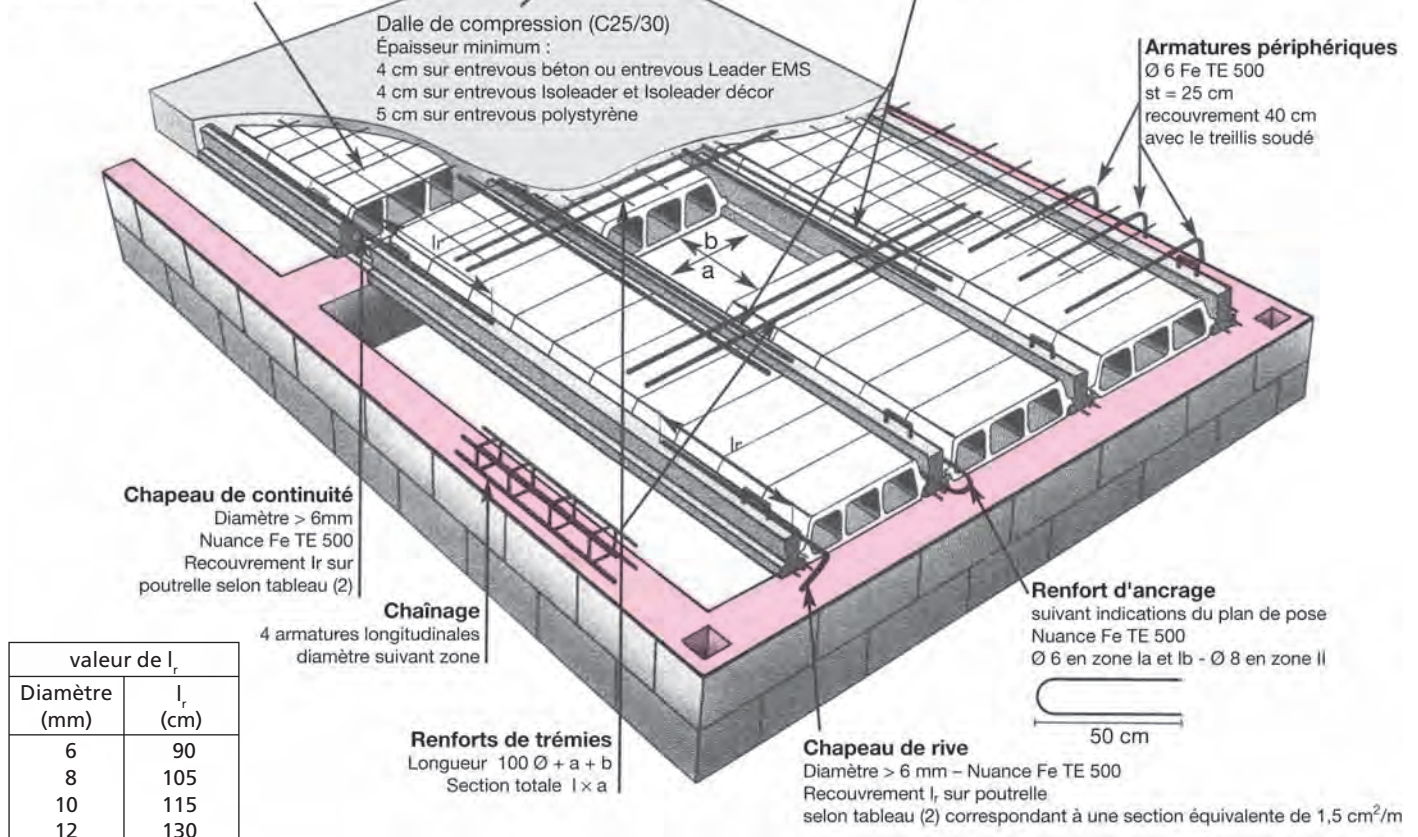 Dalle de compression (C25/30)
Épaisseur minimum :
4 cm sur entrevous béton ou entrevous Leader EMS
4 cm sur entrevous Isoleader et Isoleader décor
5 cm sur entrevous polystyrène
Armatures périphériques
Ø 6 Fe TE 500
st = 25 cm
recouvrement 40 cm
avec le treillis soudé
lr
b
a
lr
Chapeau de continuité
Diamètre > 6mm
Nuance Fe TE 500
Recouvrement lr sur
poutrelle selon tableau (2)
Chaînage
4 armatures longitudinales
diamètre suivant zone
Renforts de trémies
Longueur 100 Ø + a + b
Section totale l × a
Renfort d'ancrage
suivant indications du plan de pose
Nuance Fe TE 500
Ø 6 en zone Ia et Ib - Ø 8 en zone II
50 cm
Chapeau de rive
Diamètre > 6 mm – Nuance Fe TE 500
Recouvrement lr sur poutrelle
selon tableau (2) correspondant à une section équivalente de 1,5 cm²/m
valeur de lr
Diamètre (mm) lr (cm)
6 90
8 105
10 115
12 130